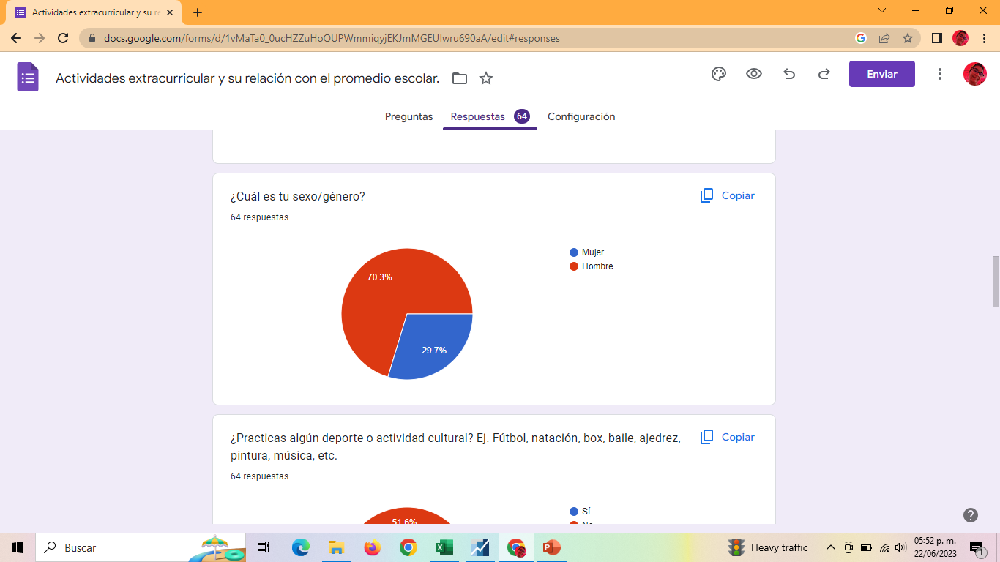 Actividades extracurricular y su re
docs.google.com/forms/d/1vMaTa0_0ucHZZuHoQUPWmmiqyjEKJmMGEUIwru690aA/edit#responses
Actividades extracurricular y su relación con el promedio escolar.
Enviar
Preguntas Respuestas 64 Configuración
¿Cuál es tu sexo/género?
Copiar
64 respuestas
Mujer
Hombre
70.3%
29.7%
¿Practicas algún deporte o actividad cultural? Ej. Fútbol, natación, box, baile, ajedrez,
pintura, música, etc.
Copiar
64 respuestas
Sí
No
51.6%
Buscar
Heavy traffic
05:52 p. m.
22/06/2023
1